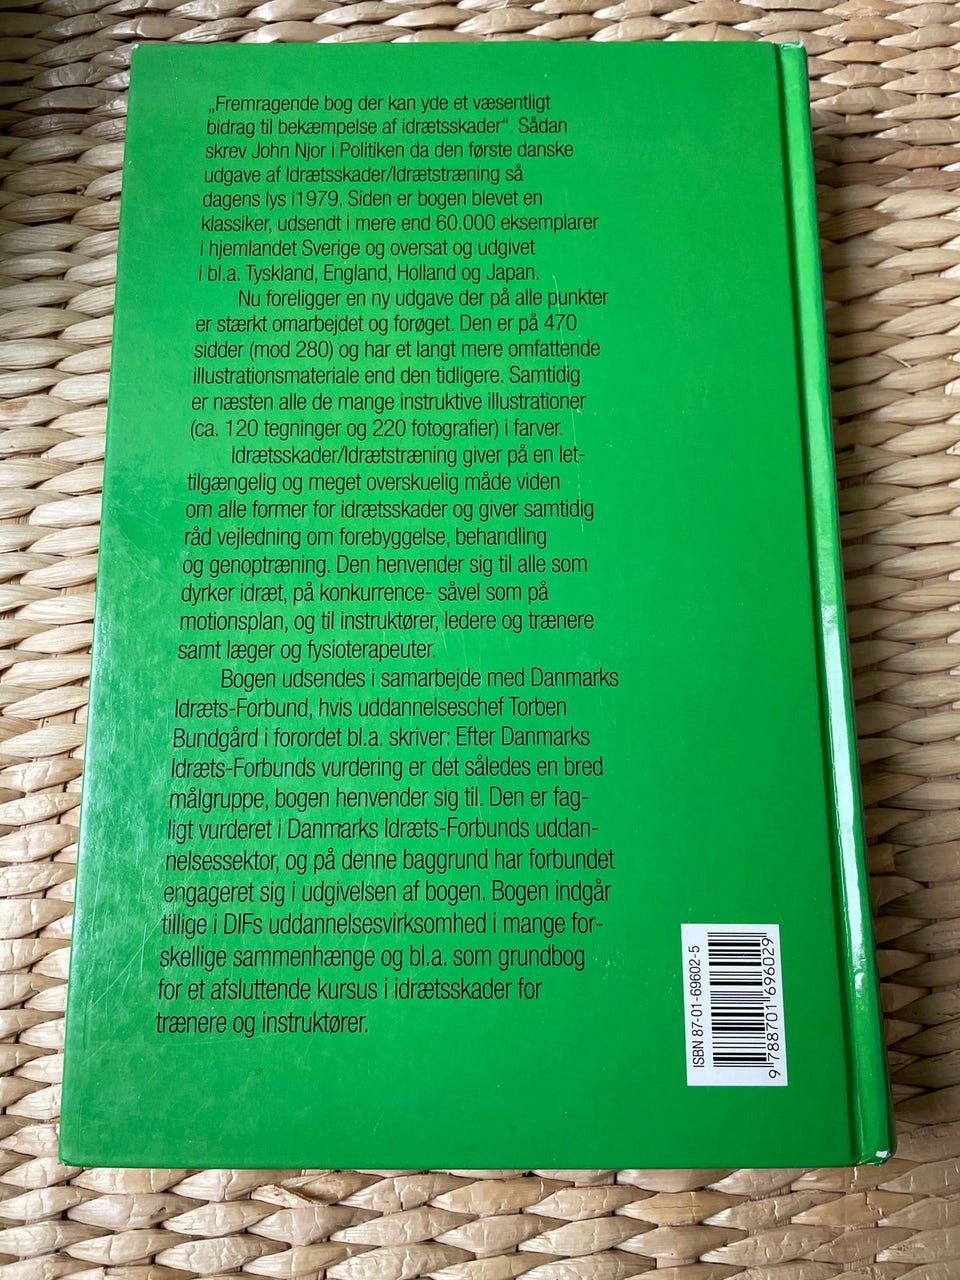 „Fremragende bog der kan yde et væsentligt
bidrag til bekæmpelse af idrætsskader“. Sådan
skrev John Njor i Politiken da den første danske
udgave af Idrætsskader/Idrætstræning så
dagens lys i1979. Siden er bogen blevet en
klassiker, udsendt i mere end 60.000 eksemplarer
i hjemlandet Sverige og oversat og udgivet
i bl.a. Tyskland, England, Holland og Japan.
Nu foreligger en ny udgave der på alle punkter
er stærkt omarbejdet og forøget. Den er på 470
sidder (mod 280) og har et langt mere omfattende
illustrationsmateriale end den tidligere. Samtidig
er næsten alle de mange instruktive illustrationer
(ca. 120 tegninger og 220 fotografier) i farver.
Idrætsskader/Idrætstræning giver på en let-
tilgængelig og meget overskuelig måde viden
om alle former for idrætsskader og giver samtidig
råd vejledning om forebyggelse, behandling
og genoptræning. Den henvender sig til alle som
dyrker idræt, på konkurrence- såvel som på
motionsplan, og til instruktører, ledere og trænere
samt læger og fysioterapeuter.
Bogen udsendes i samarbejde med Danmarks
Idræts-Forbund, hvis uddannelseschef Torben
Bundgård i forordet bl.a. skriver: Efter Danmarks
Idræts-Forbunds vurdering er det således en bred
målgruppe, bogen henvender sig til. Den er fag-
ligt vurderet i Danmarks Idræts-Forbunds uddan-
nelsessektor, og på denne baggrund har forbundet
engageret sig i udgivelsen af bogen. Bogen indgår
tillige i DIFs uddannelsesvirksomhed i mange for-
skellige sammenhænge og bl.a. som grundbog
for et afsluttende kursus i idrætsskader for
trænere og instruktører.
ISBN 87-01-69602-5
9 788701 696029